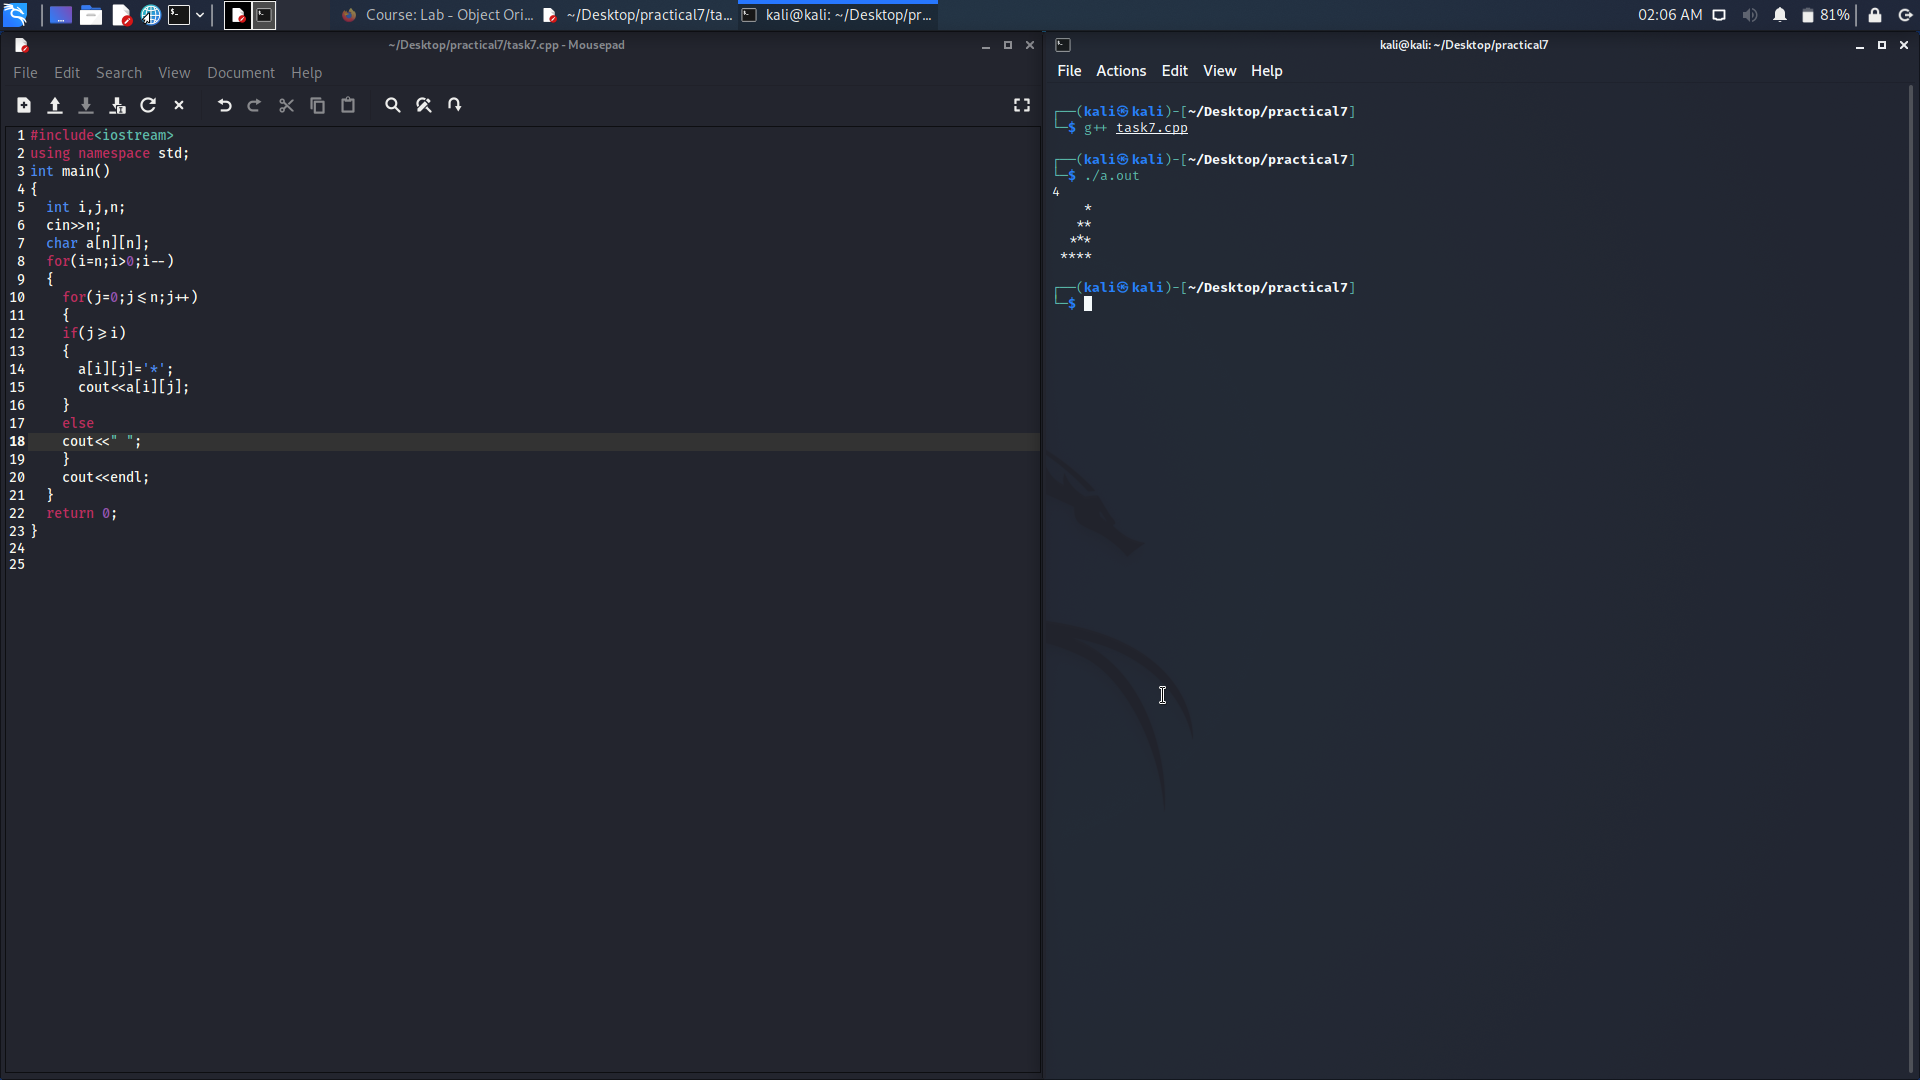 Course: Lab - Object Ori...
~/Desktop/practical7/ta...
kali@kali: ~/Desktop/pr...
02:06 AM
81%
~/Desktop/practical7/task7.cpp - Mousepad
File Edit Search View Document Help
1 #include<iostream>
2 using namespace std;
3 int main()
4 {
5   int i,j,n;
6   cin>>n;
7   char a[n][n];
8   for(i=n;i>0;i--)
9   {
10     for(j=0;j<=n;j++)
11     {
12     if(j>=i)
13     {
14       a[i][j]='*';
15       cout<<a[i][j];
16     }
17     else
18     cout<<" ";
19     }
20     cout<<endl;
21   }
22   return 0;
23 }
24
25
kali@kali: ~/Desktop/practical7
File Actions Edit View Help
┌──(kali㉿kali)-[~/Desktop/practical7]
└─$ g++ task7.cpp
┌──(kali㉿kali)-[~/Desktop/practical7]
└─$ ./a.out
4
    *
   **
  ***
 ****
┌──(kali㉿kali)-[~/Desktop/practical7]
└─$